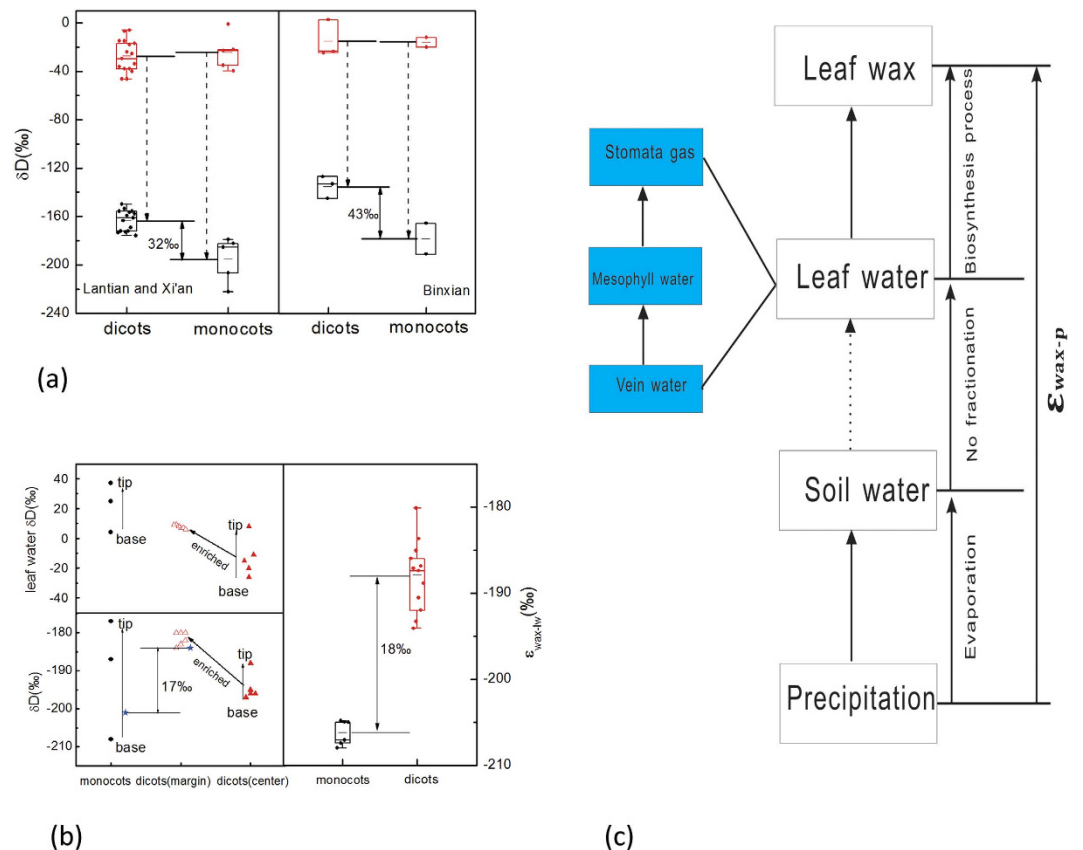 (a)
δD(‰)
0
-40
-80
-120
-160
-200
-240
32‰
43‰
Lantian and Xi'an
Binxian
dicots
monocots
dicots
monocots
(b)
leaf water δD(‰)
40
20
0
-20
-40
tip
base
enriched
tip
base
δD(‰)
-180
-190
-200
-210
tip
base
17‰
enriched
tip
base
monocots
dicots(margin)
dicots(center)
18‰
-180
-190
-200
-210
εwax-lw(‰)
monocots
dicots
(c)
Leaf wax
Stomata gas
Mesophyll water
Vein water
Leaf water
Soil water
Precipitation
Biosynthesis process
No fractionation
Evaporation
εwax-p